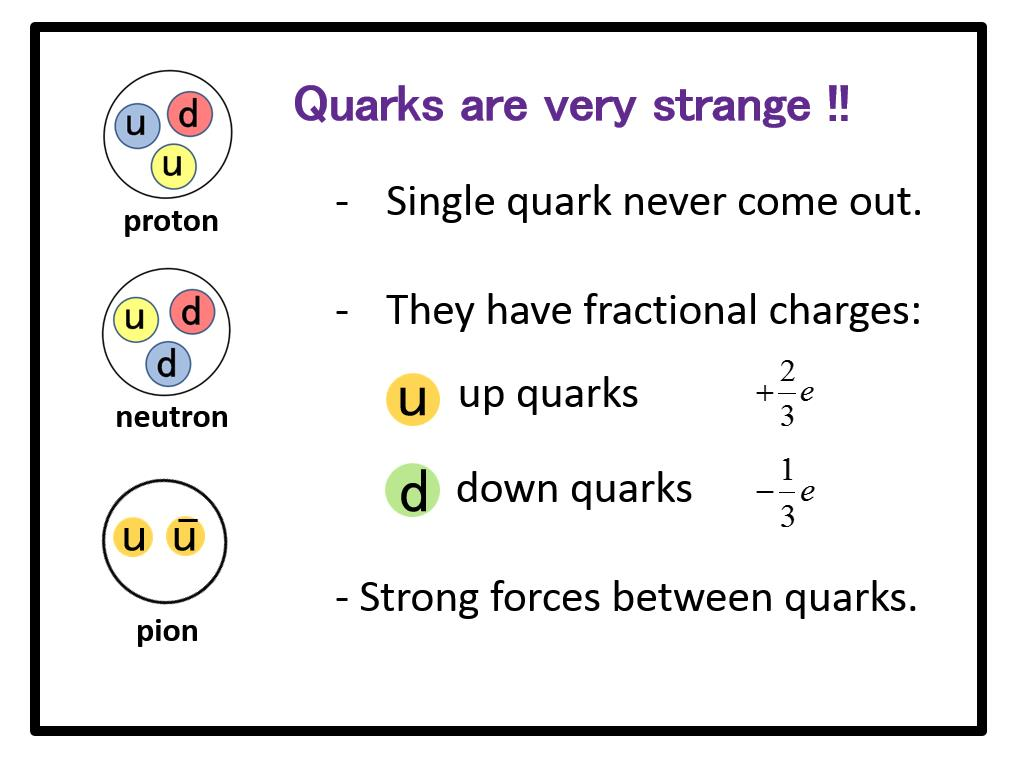 Quarks are very strange !!
u d
u
proton
- Single quark never come out.
u d
d
neutron
- They have fractional charges:
u up quarks +2/3 e
d down quarks −1/3 e
u ū
pion
- Strong forces between quarks.